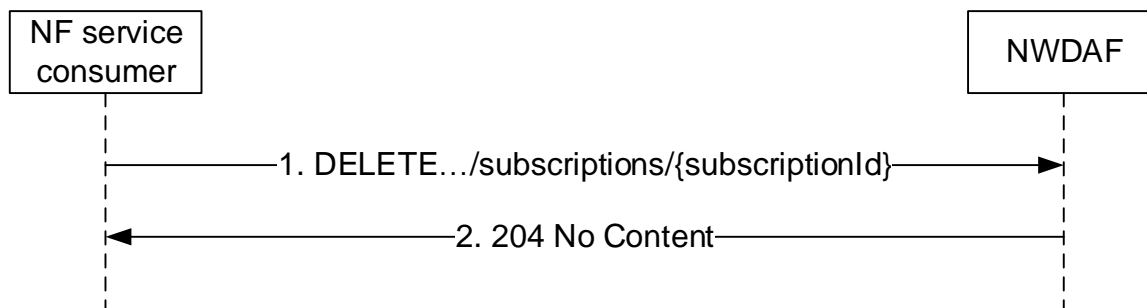 NF service
consumer
NWDAF
1. DELETE…/subscriptions/{subscriptionId}
2. 204 No Content